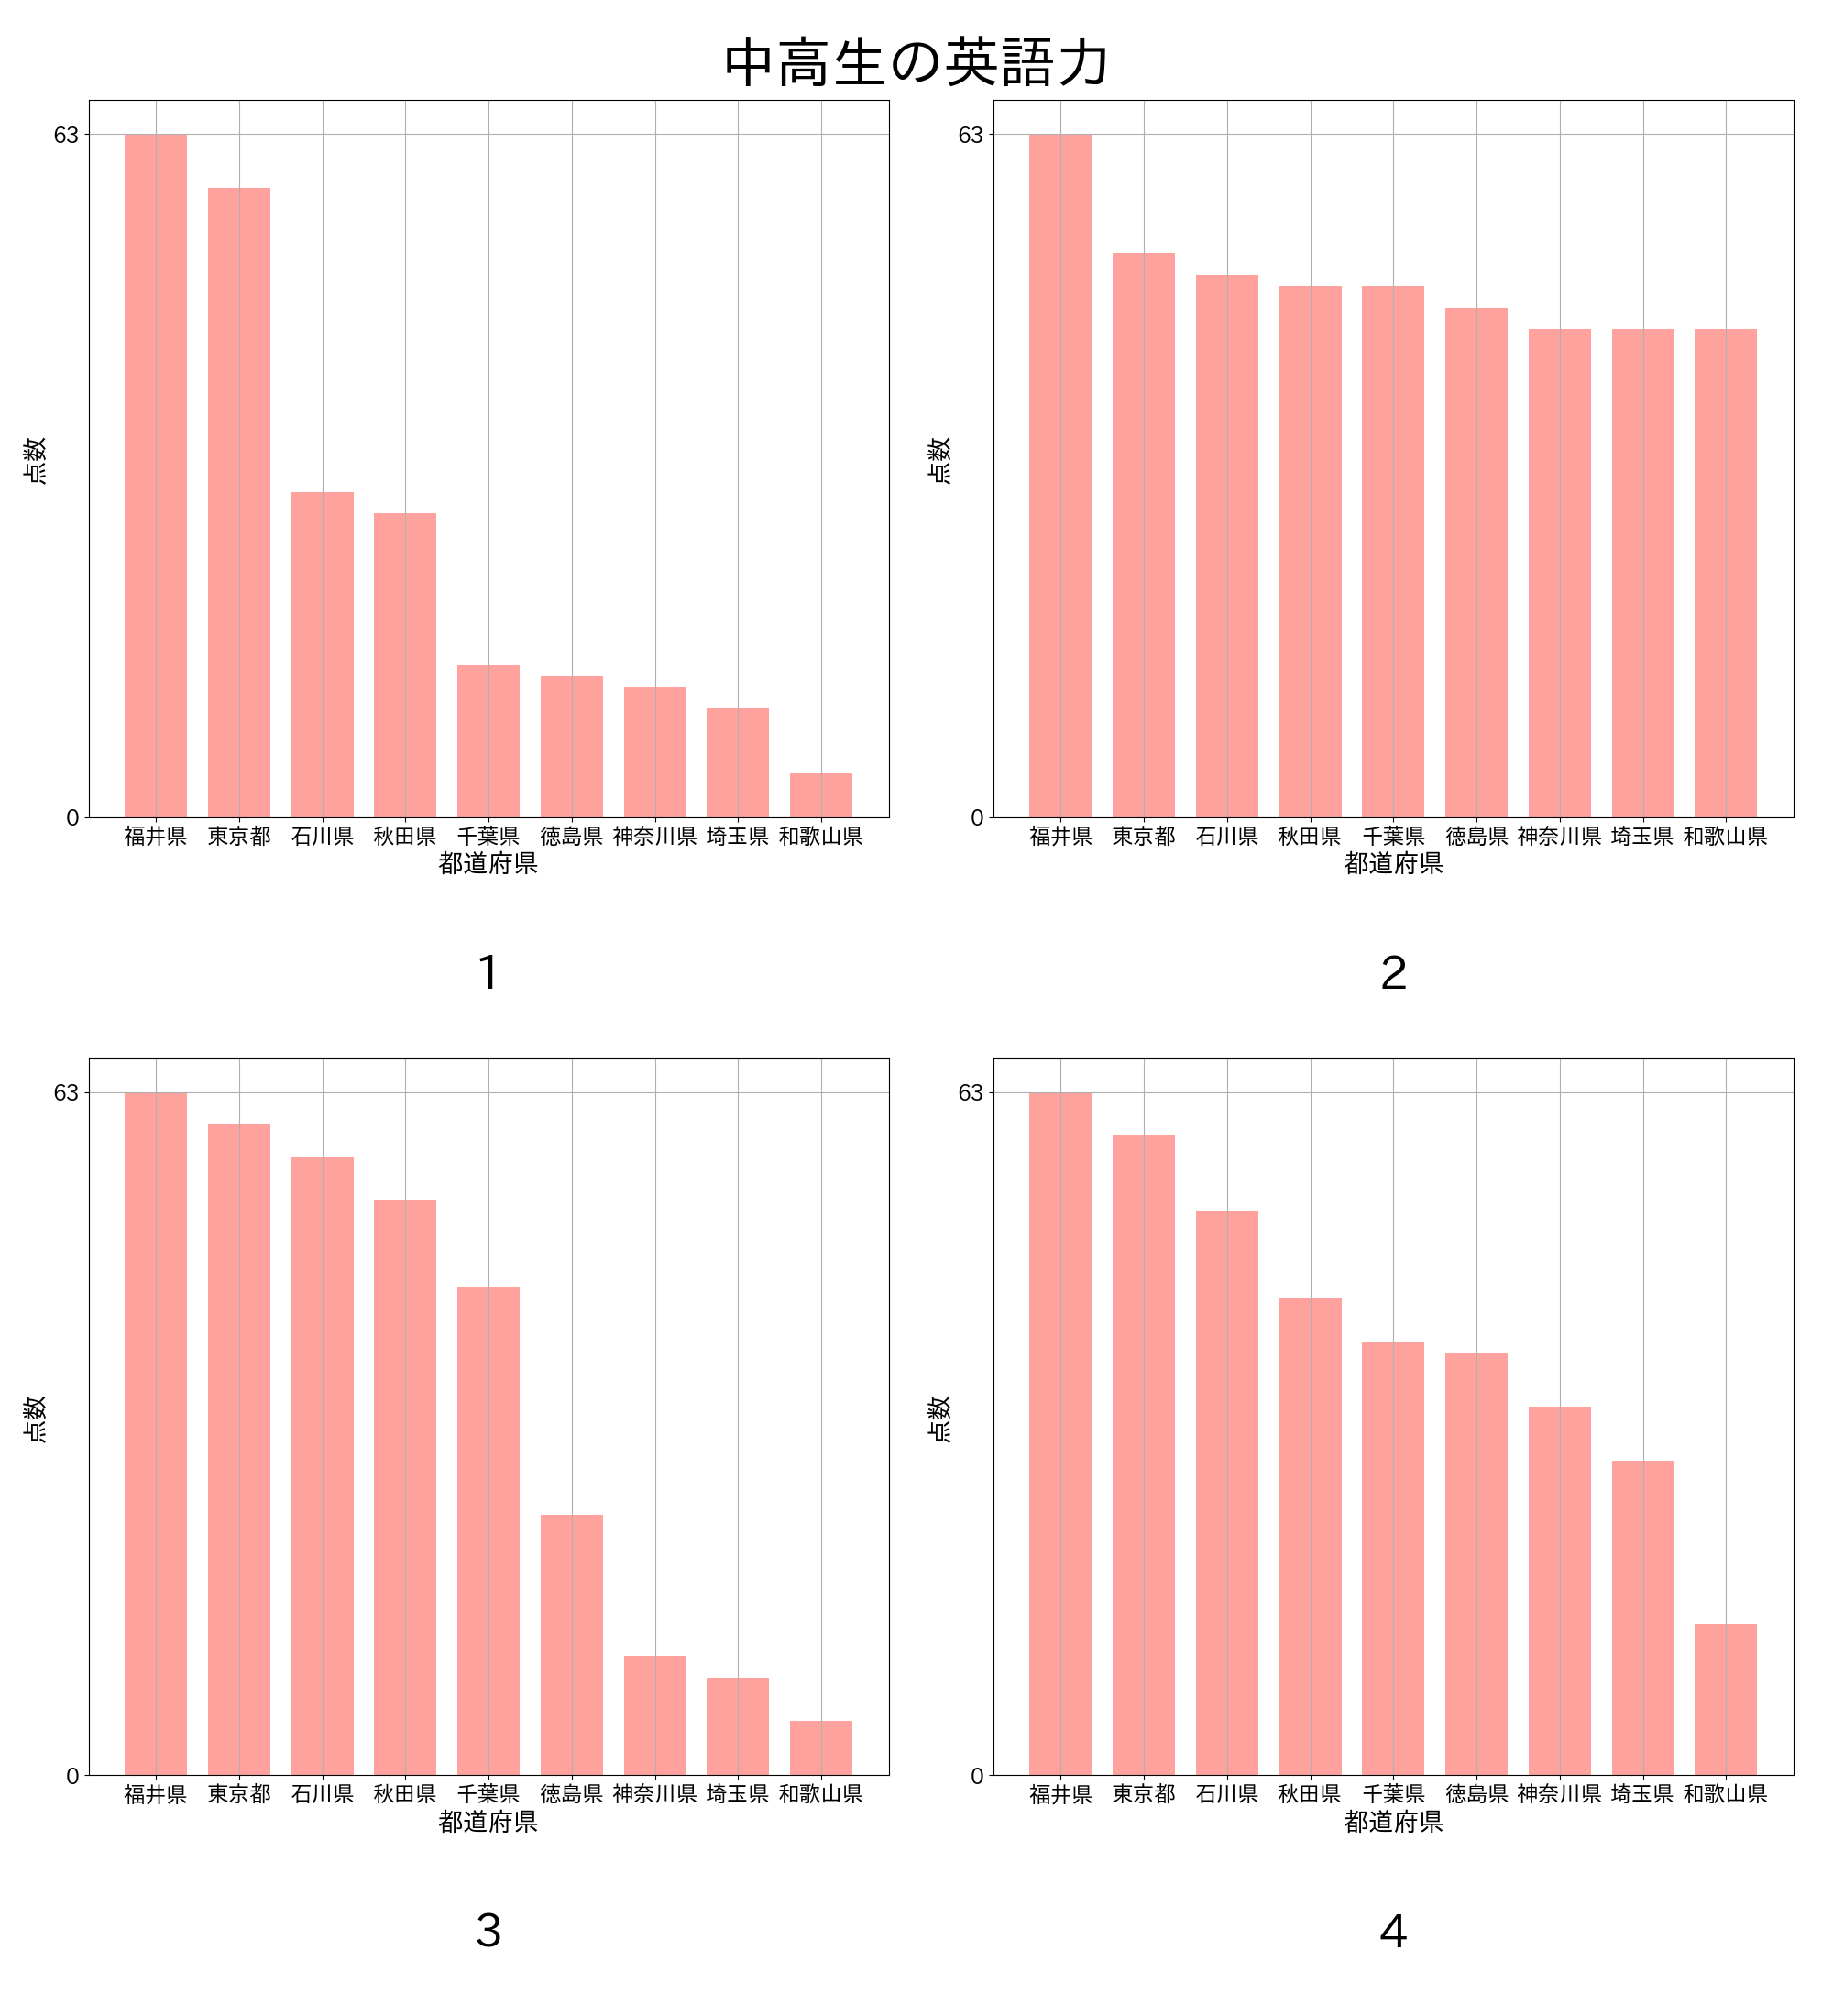 中高生の英語力
63
点数
0
福井県 東京都 石川県 秋田県 千葉県 徳島県 神奈川県 埼玉県 和歌山県
都道府県
1
63
点数
0
福井県 東京都 石川県 秋田県 千葉県 徳島県 神奈川県 埼玉県 和歌山県
都道府県
2
63
点数
0
福井県 東京都 石川県 秋田県 千葉県 徳島県 神奈川県 埼玉県 和歌山県
都道府県
3
63
点数
0
福井県 東京都 石川県 秋田県 千葉県 徳島県 神奈川県 埼玉県 和歌山県
都道府県
4